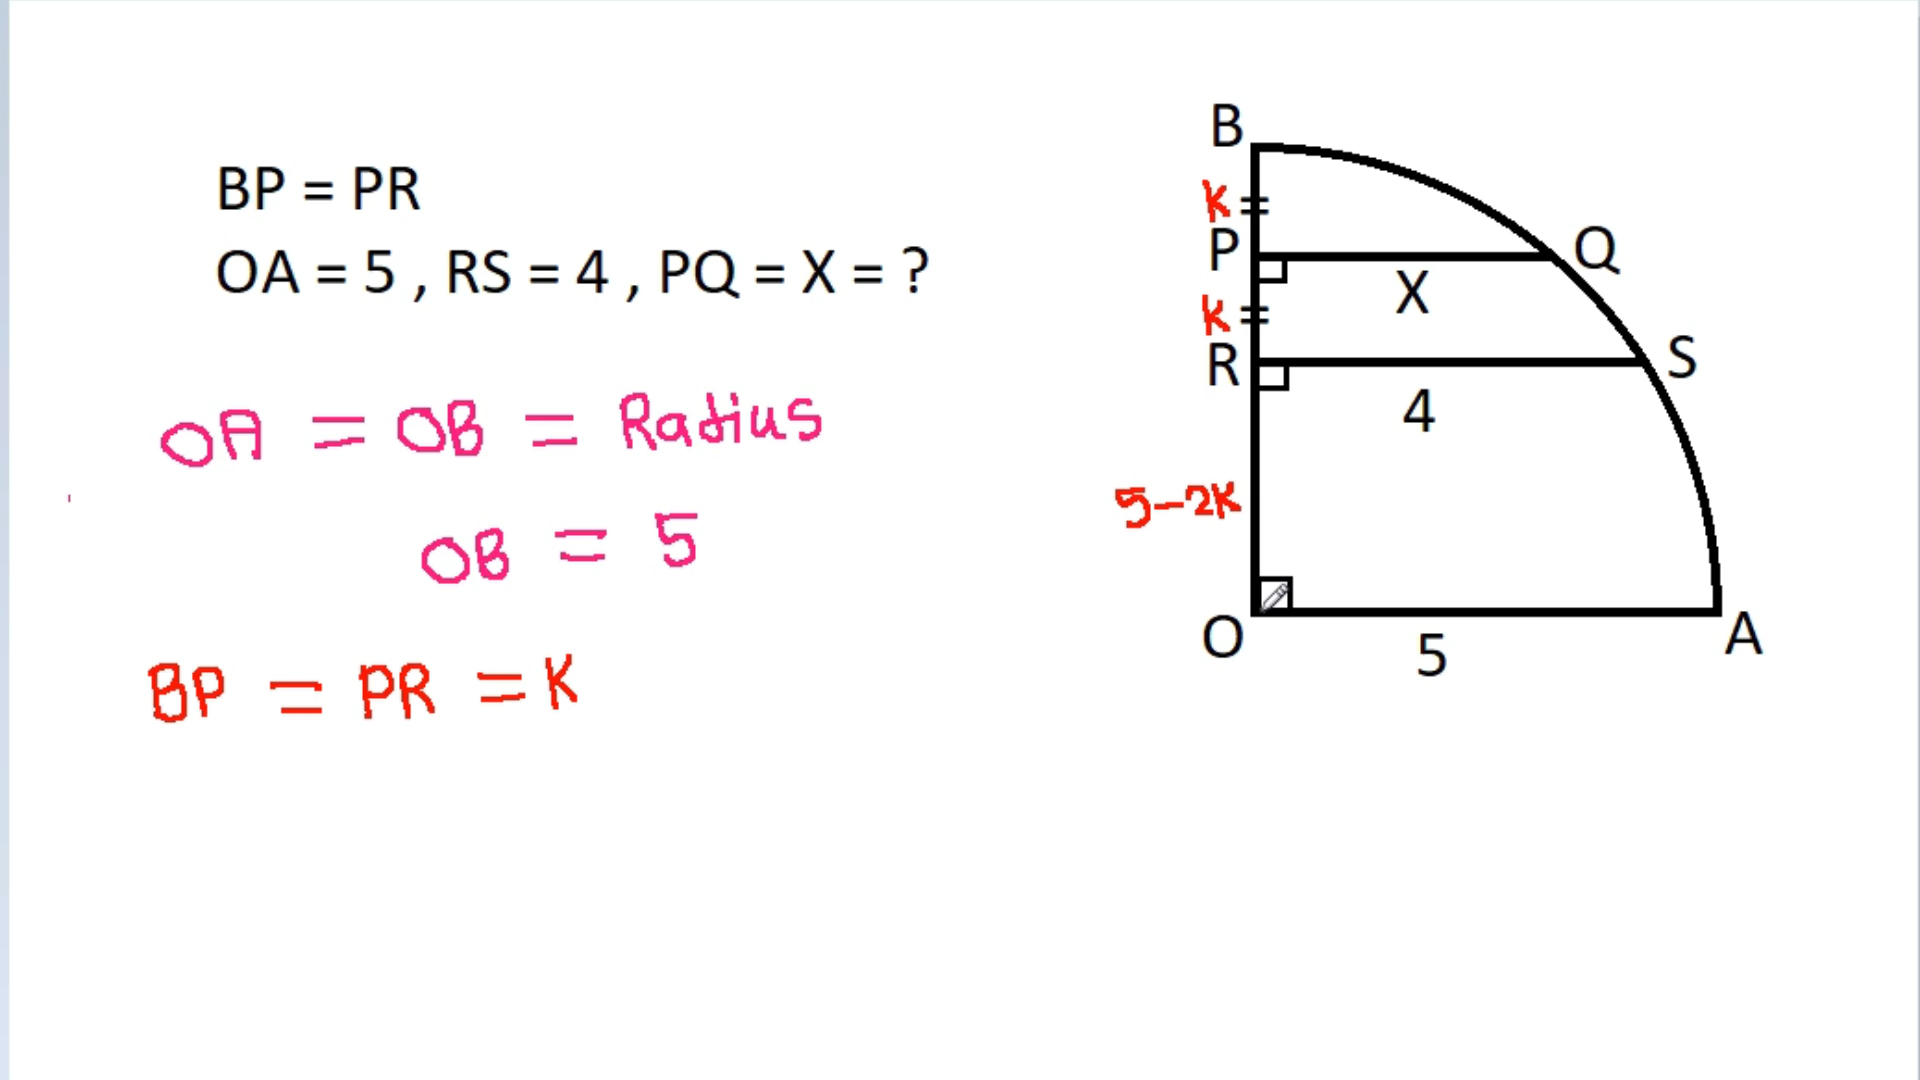 BP = PR
OA = 5 , RS = 4 , PQ = X = ?
OA = OB = Radius
OB = 5
BP = PR = K
B
K
P
Q
X
K
R
S
4
5-2K
O
5
A